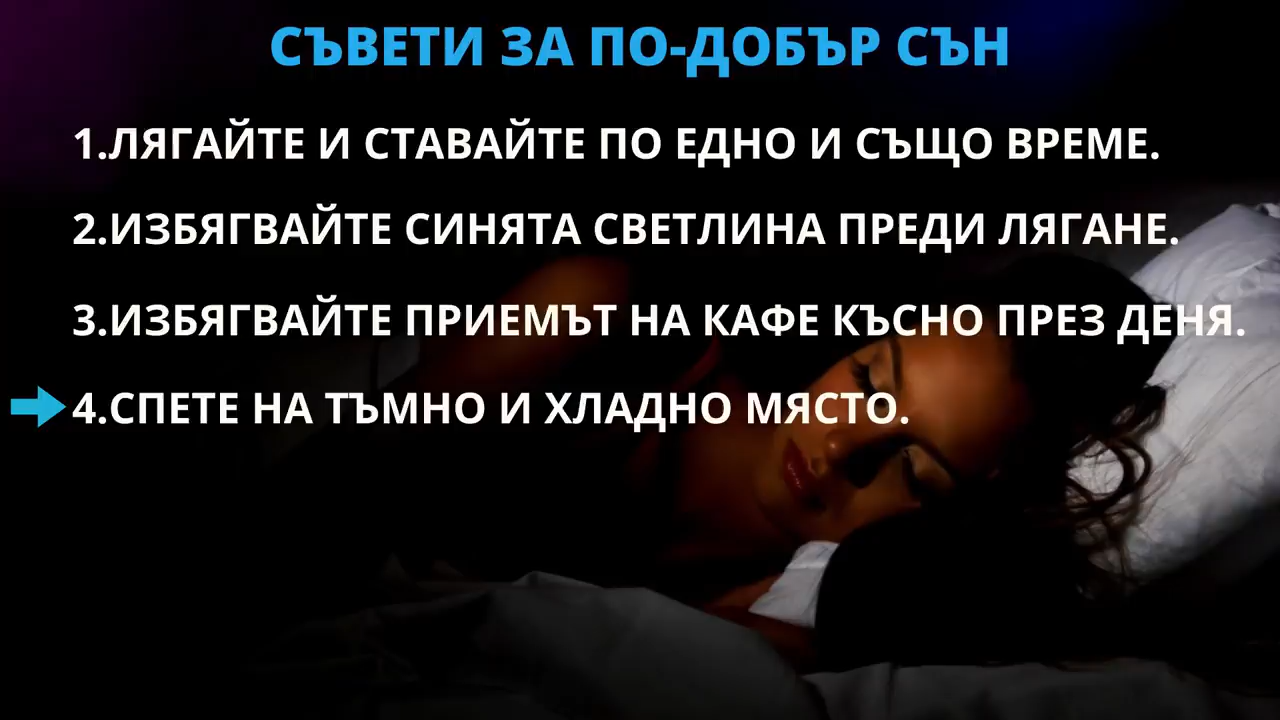 СЪВЕТИ ЗА ПО-ДОБЪР СЪН
1.ЛЯГАЙТЕ И СТАВАЙТЕ ПО ЕДНО И СЪЩО ВРЕМЕ.
2.ИЗБЯГВАЙТЕ СИНЯТА СВЕТЛИНА ПРЕДИ ЛЯГАНЕ.
3.ИЗБЯГВАЙТЕ ПРИЕМЪТ НА КАФЕ КЪСНО ПРЕЗ ДЕНЯ.
4.СПЕТЕ НА ТЪМНО И ХЛАДНО МЯСТО.